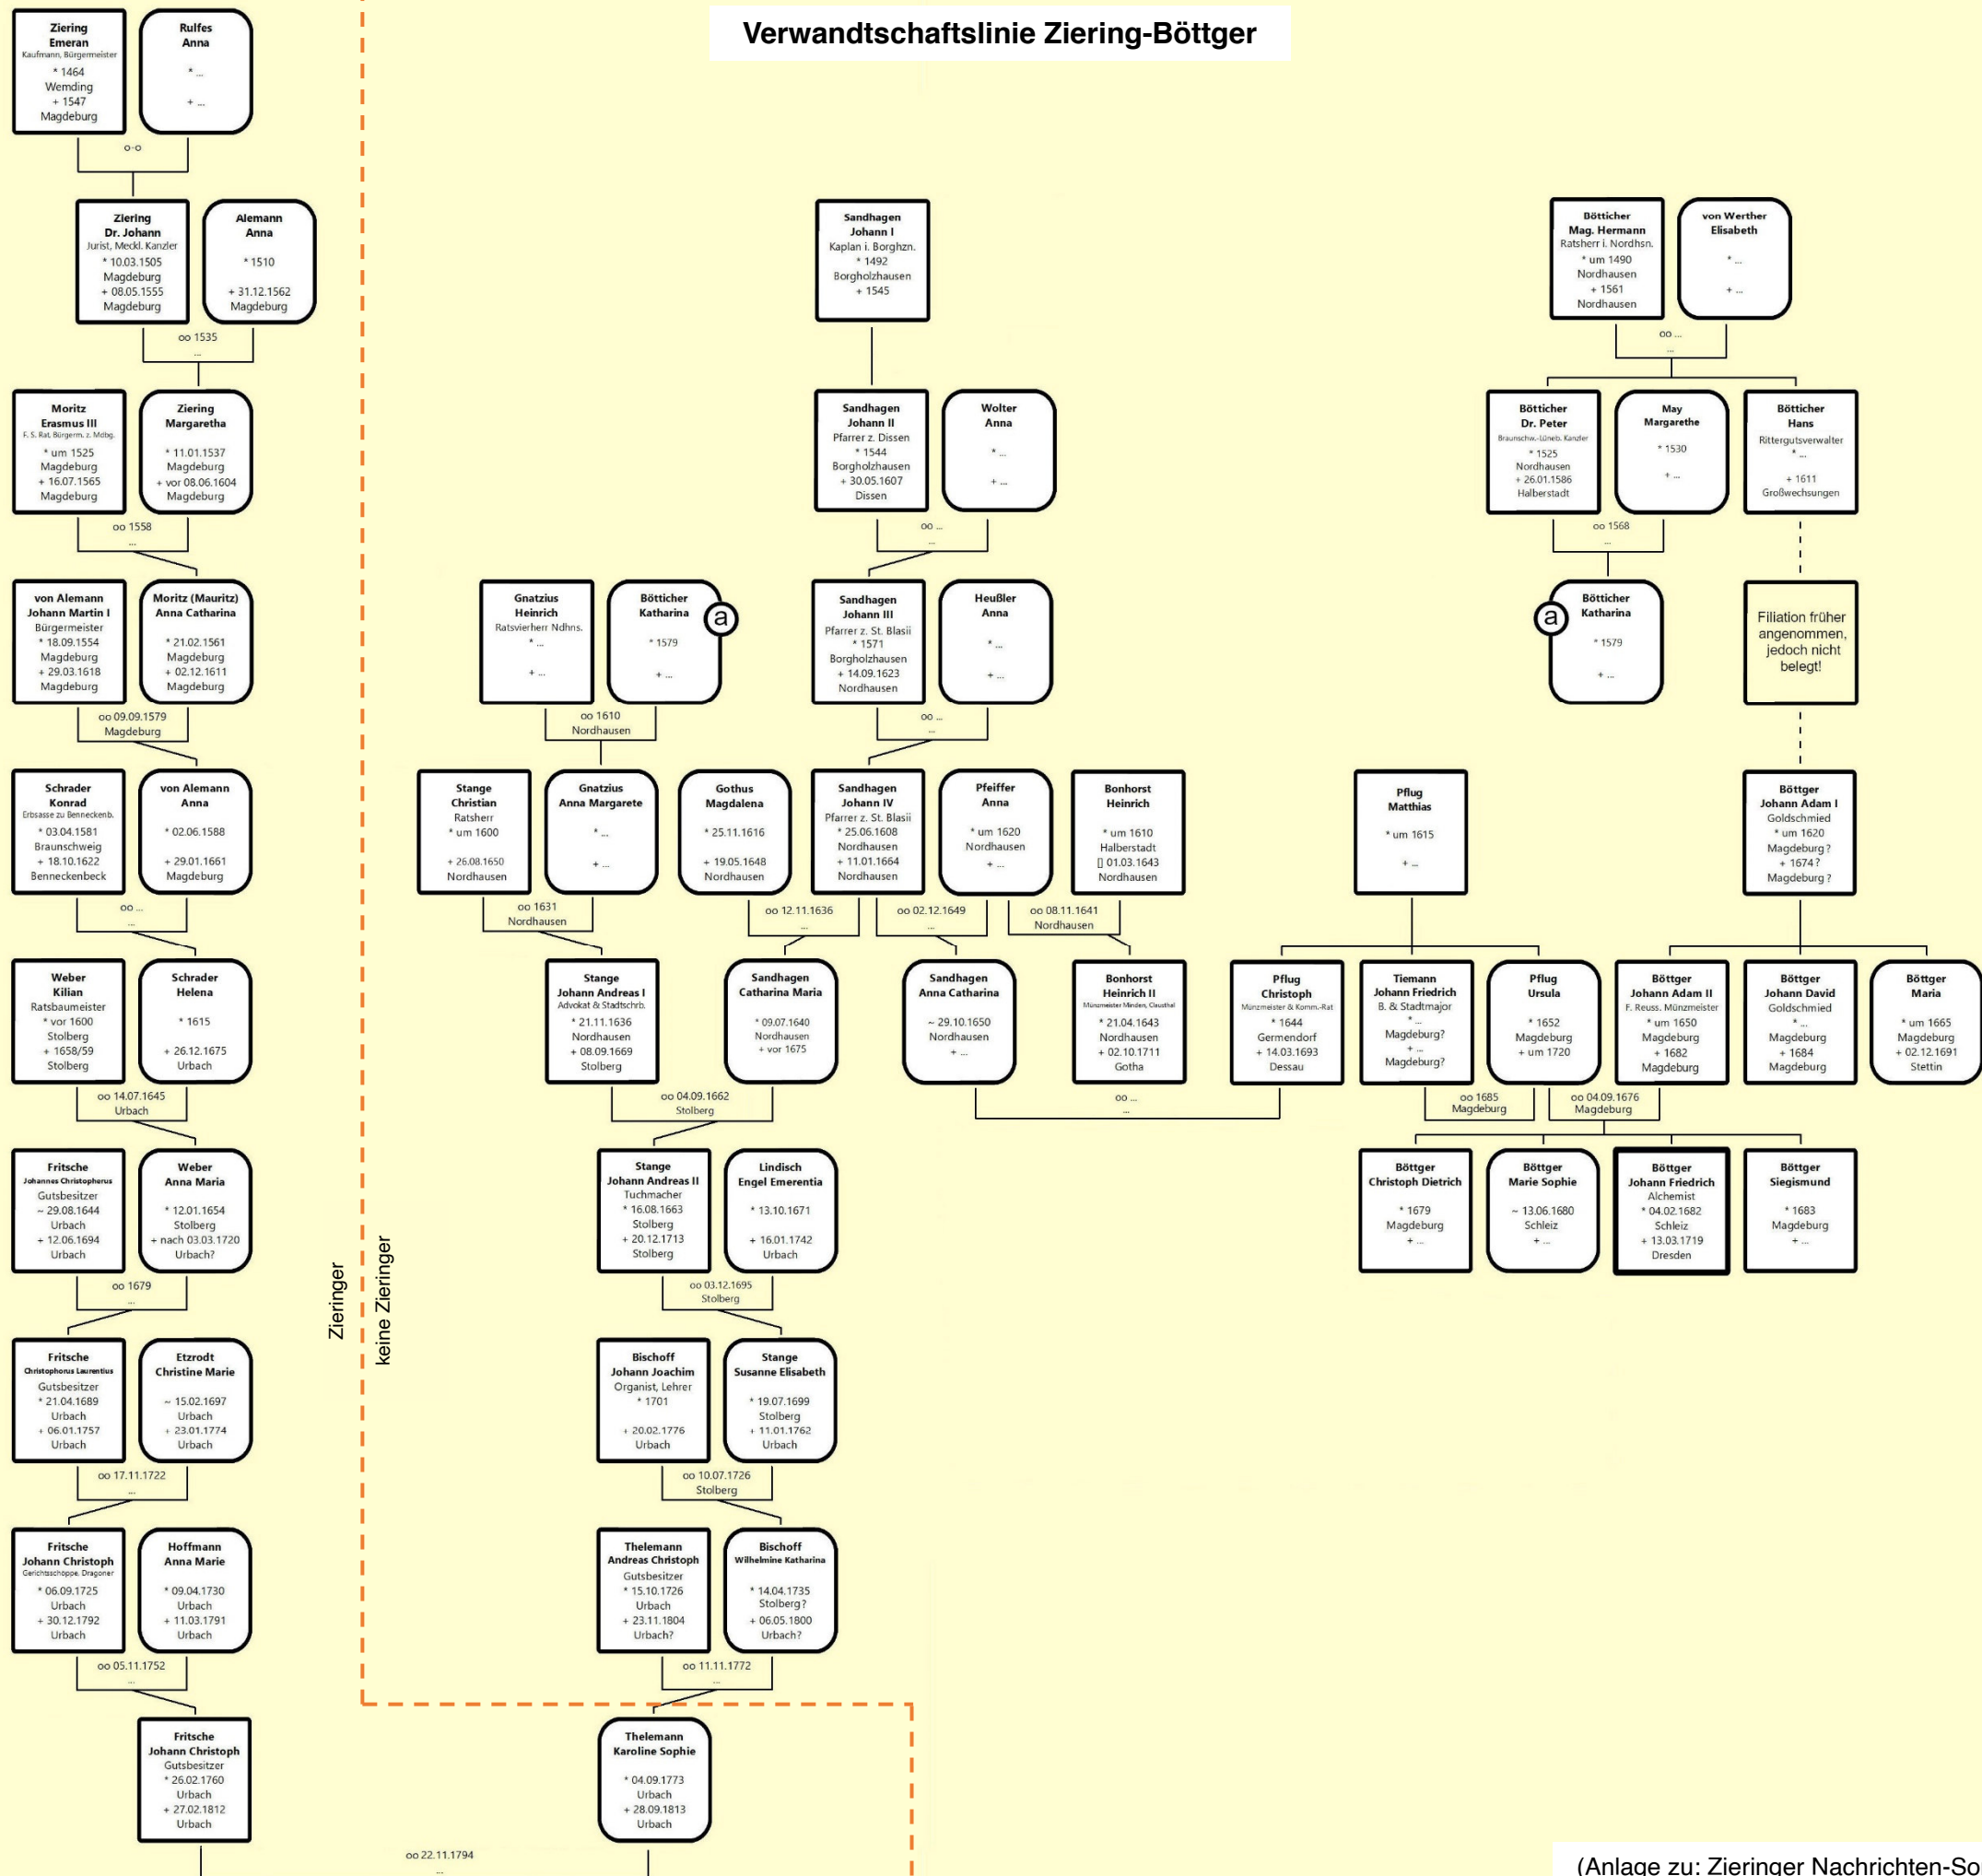 Verwandtschaftslinie Ziering-Böttger
Ziering
Emeran
Kaufmann, Bürgermeister
* 1464
Wemding
+ 1547
Magdeburg
Rulfes
Anna
* ...
+ ...
o-o
Ziering
Dr. Johann
Jurist, Meckl. Kanzler
* 10.03.1505
Magdeburg
+ 08.05.1555
Magdeburg
Alemann
Anna
* 1510
+ 31.12.1562
Magdeburg
oo 1535
...
Sandhagen
Johann I
Kaplan i. Borghzn.
* 1492
Borgholzhausen
+ 1545
Bötticher
Mag. Hermann
Ratsherr i. Nordhsn.
* um 1490
Nordhausen
+ 1561
Nordhausen
von Werther
Elisabeth
* ...
+ ...
oo ...
...
Moritz
Erasmus III
F. S. Rat, Bürgerm. z. Mdbg.
* um 1525
Magdeburg
+ 16.07.1565
Magdeburg
Ziering
Margaretha
* 11.01.1537
Magdeburg
+ vor 08.06.1604
Magdeburg
oo 1558
...
Sandhagen
Johann II
Pfarrer z. Dissen
* 1544
Borgholzhausen
+ 30.05.1607
Dissen
Wolter
Anna
* ...
+ ...
oo ...
...
Bötticher
Dr. Peter
Braunschw.-Lüneb. Kanzler
* 1525
Nordhausen
+ 26.01.1586
Halberstadt
May
Margarethe
* 1530
+ ...
oo 1568
...
Bötticher
Hans
Rittergutsverwalter
* ...
+ 1611
Großwechsungen
von Alemann
Johann Martin I
Bürgermeister
* 18.09.1554
Magdeburg
+ 29.03.1618
Magdeburg
Moritz (Mauritz)
Anna Catharina
* 21.02.1561
Magdeburg
+ 02.12.1611
Magdeburg
oo 09.09.1579
Magdeburg
Gnatzius
Heinrich
Ratsvierherr Ndhns.
* ...
+ ...
Bötticher
Katharina
a
* 1579
+ ...
oo 1610
Nordhausen
Sandhagen
Johann III
Pfarrer z. St. Blasii
* 1571
Borgholzhausen
+ 14.09.1623
Nordhausen
Heußler
Anna
* ...
+ ...
oo ...
...
a
Bötticher
Katharina
* 1579
+ ...
Filiation früher
angenommen,
jedoch nicht
belegt!
Schrader
Konrad
Erbsasse zu Benneckenb.
* 03.04.1581
Braunschweig
+ 18.10.1622
Benneckenbeck
von Alemann
Anna
* 02.06.1588
+ 29.01.1661
Magdeburg
oo ...
...
Stange
Christian
Ratsherr
* um 1600
+ 26.08.1650
Nordhausen
Gnatzius
Anna Margarete
* ...
+ ...
oo 1631
Nordhausen
Gothus
Magdalena
* 25.11.1616
+ 19.05.1648
Nordhausen
Sandhagen
Johann IV
Pfarrer z. St. Blasii
* 25.06.1608
Nordhausen
+ 11.01.1664
Nordhausen
Pfeiffer
Anna
* um 1620
Nordhausen
+ ...
Bonhorst
Heinrich
* um 1610
Halberstadt
[] 01.03.1643
Nordhausen
oo 12.11.1636
...
oo 02.12.1649
...
oo 08.11.1641
Nordhausen
Pflug
Matthias
* um 1615
+ ...
Böttger
Johann Adam I
Goldschmied
* um 1620
Magdeburg ?
+ 1674 ?
Magdeburg ?
Weber
Kilian
Ratsbaumeister
* vor 1600
Stolberg
+ 1658/59
Stolberg
Schrader
Helena
* 1615
+ 26.12.1675
Urbach
oo 14.07.1645
Urbach
Stange
Johann Andreas I
Advokat & Stadtschrb.
* 21.11.1636
Nordhausen
+ 08.09.1669
Stolberg
Sandhagen
Catharina Maria
* 09.07.1640
Nordhausen
+ vor 1675
oo 04.09.1662
Stolberg
Sandhagen
Anna Catharina
~ 29.10.1650
Nordhausen
+ ...
Bonhorst
Heinrich II
Münzmeister Minden, Clausthal
* 21.04.1643
Nordhausen
+ 02.10.1711
Gotha
Pflug
Christoph
Münzmeister & Komm.-Rat
* 1644
Germendorf
+ 14.03.1693
Dessau
oo ...
...
Tiemann
Johann Friedrich
B. & Stadtmajor
* ...
Magdeburg?
+ ...
Magdeburg?
Pflug
Ursula
* 1652
Magdeburg
+ um 1720
Böttger
Johann Adam II
F. Reuss. Münzmeister
* um 1650
Magdeburg
+ 1682
Magdeburg
oo 1685
Magdeburg
oo 04.09.1676
Magdeburg
Böttger
Johann David
Goldschmied
* ...
Magdeburg
+ 1684
Magdeburg
Böttger
Maria
* um 1665
Magdeburg
+ 02.12.1691
Stettin
Fritsche
Johannes Christopherus
Gutsbesitzer
~ 29.08.1644
Urbach
+ 12.06.1694
Urbach
Weber
Anna Maria
* 12.01.1654
Stolberg
+ nach 03.03.1720
Urbach?
oo 1679
...
Zieringer
keine Zieringer
Stange
Johann Andreas II
Tuchmacher
* 16.08.1663
Stolberg
+ 20.12.1713
Stolberg
Lindisch
Engel Emerentia
* 13.10.1671
+ 16.01.1742
Urbach
oo 03.12.1695
Stolberg
Böttger
Christoph Dietrich
* 1679
Magdeburg
+ ...
Böttger
Marie Sophie
~ 13.06.1680
Schleiz
+ ...
Böttger
Johann Friedrich
Alchemist
* 04.02.1682
Schleiz
+ 13.03.1719
Dresden
Böttger
Siegismund
* 1683
Magdeburg
+ ...
Fritsche
Christophorus Laurentius
Gutsbesitzer
* 21.04.1689
Urbach
+ 06.01.1757
Urbach
Etzrodt
Christine Marie
~ 15.02.1697
Urbach
+ 23.01.1774
Urbach
oo 17.11.1722
...
Bischoff
Johann Joachim
Organist, Lehrer
* 1701
+ 20.02.1776
Urbach
Stange
Susanne Elisabeth
* 19.07.1699
Stolberg
+ 11.01.1762
Urbach
oo 10.07.1726
Stolberg
Fritsche
Johann Christoph
Gerichtsschöppe, Dragoner
* 06.09.1725
Urbach
+ 30.12.1792
Urbach
Hoffmann
Anna Marie
* 09.04.1730
Urbach
+ 11.03.1791
Urbach
oo 05.11.1752
...
Thelemann
Andreas Christoph
Gutsbesitzer
* 15.10.1726
Urbach
+ 23.11.1804
Urbach?
Bischoff
Wilhelmine Katharina
* 14.04.1735
Stolberg?
+ 06.05.1800
Urbach?
oo 11.11.1772
...
Fritsche
Johann Christoph
Gutsbesitzer
* 26.02.1760
Urbach
+ 27.02.1812
Urbach
Thelemann
Karoline Sophie
* 04.09.1773
Urbach
+ 28.09.1813
Urbach
oo 22.11.1794
...
(Anlage zu: Zieringer Nachrichten-So